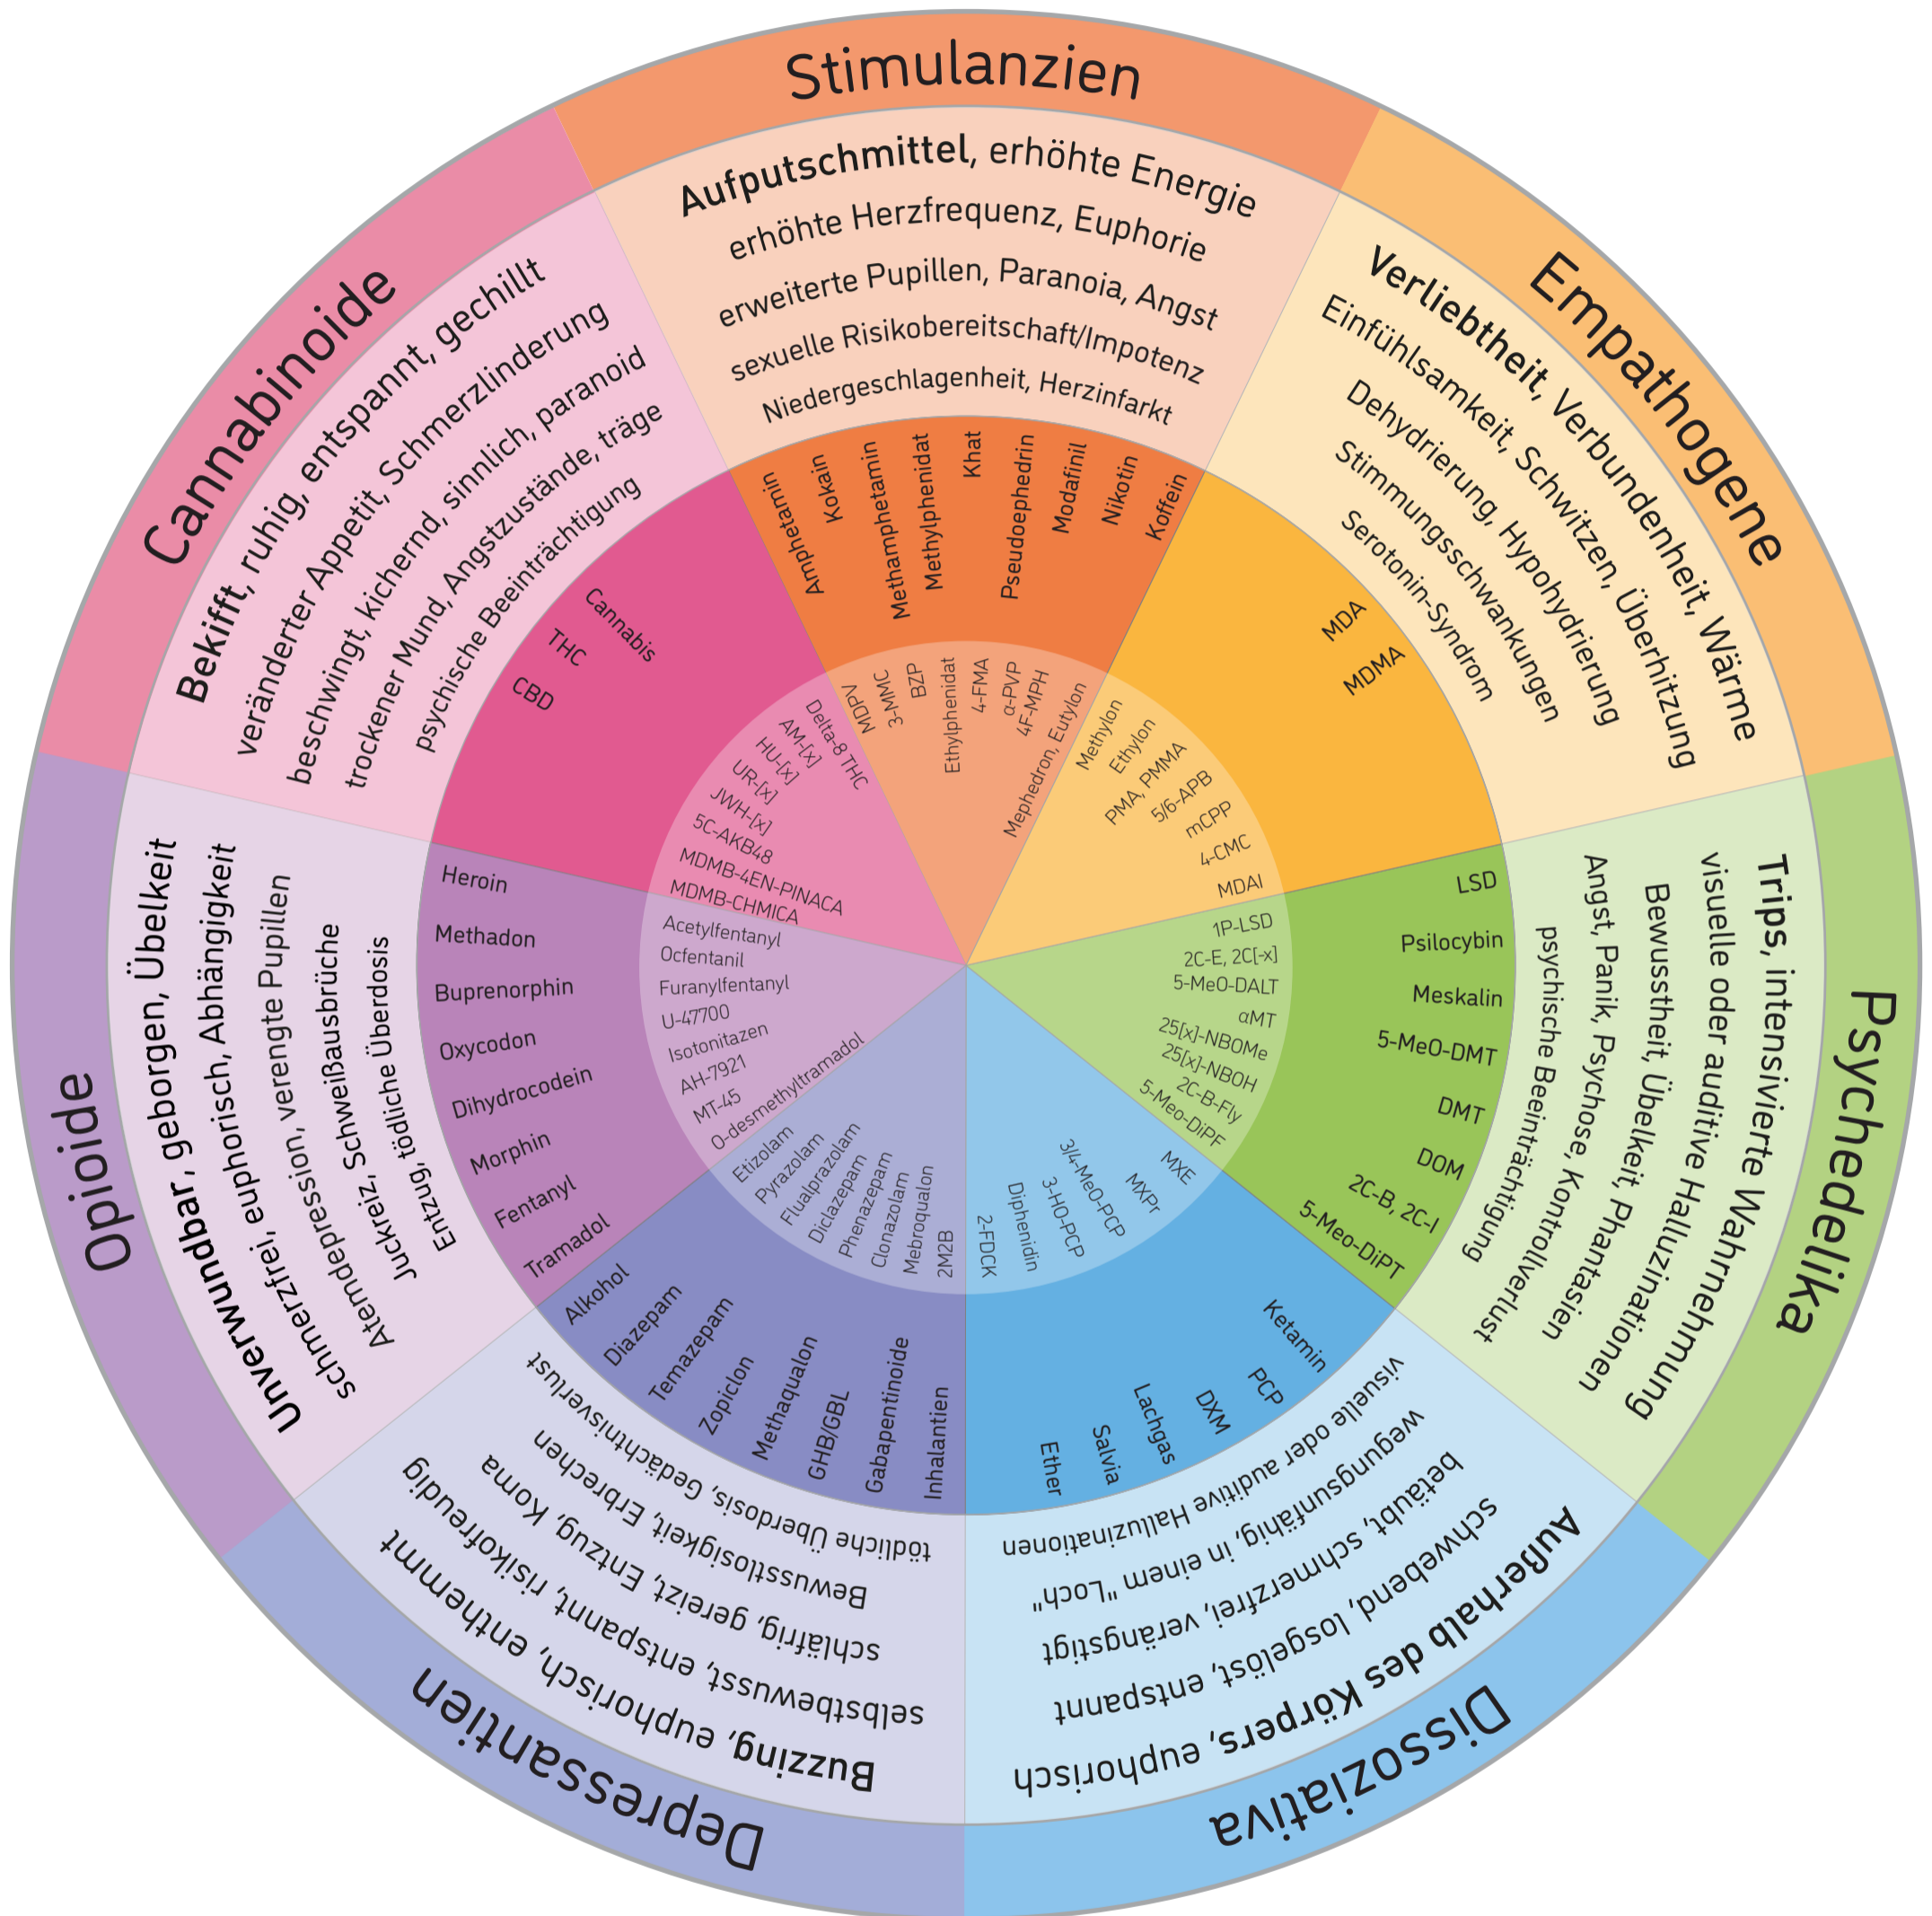 Stimulanzien
Aufputschmittel, erhöhte Energie
erhöhte Herzfrequenz, Euphorie
erweiterte Pupillen, Paranoia, Angst
sexuelle Risikobereitschaft/Impotenz
Niedergeschlagenheit, Herzinfarkt
Amphetamin
Kokain
Methamphetamin
Methylphenidat
Khat
Pseudoephedrin
Modafinil
Nikotin
Koffein
MDPV
3-MMC
BZP
Ethylphenidat
4-FMA
α-PVP
4F-MPH
Mephedron, Eutylon
Empathogene
Verliebtheit, Verbundenheit, Wärme
Einfühlsamkeit, Schwitzen, Überhitzung
Dehydrierung, Hypohydrierung
Stimmungsschwankungen
Serotonin-Syndrom
MDA
MDMA
Methylon
Ethylon
PMA, PMMA
5/6-APB
mCPP
4-CMC
MDAI
Psychedelika
Trips, intensivierte Wahrnehmung
visuelle oder auditive Halluzinationen
Bewusstheit, Übelkeit, Phantasien
Angst, Panik, Psychose, Kontrollverlust
psychische Beeinträchtigung
LSD
Psilocybin
Meskalin
5-MeO-DMT
DMT
DOM
2C-B, 2C-I
5-Meo-DiPT
1P-LSD
2C-E, 2C[-x]
5-MeO-DALT
αMT
25[x]-NBOMe
25[x]-NBOH
2C-B-Fly
5-Meo-DiPF
Dissoziativa
Außerhalb des Körpers, euphorisch
schwebend, losgelöst, entspannt
betäubt, schmerzfrei, verängstigt
wegungsunfähig, in einem "Loch"
visuelle oder auditive Halluzinationen
Ketamin
PCP
DXM
Lachgas
Salvia
Ether
MXE
MXPr
3/4-MeO-PCP
3-HO-PCP
Diphenidin
2-FDCK
Depressantien
Buzzing, euphorisch, enthemmt
selbstbewusst, entspannt, risikofreudig
schläfrig, gereizt, Entzug, Koma
Bewusstlosigkeit, Erbrechen
tödliche Überdosis, Gedächtnisverlust
Alkohol
Diazepam
Temazepam
Zopiclon
Methaqualon
GHB/GBL
Gabapentinoide
Inhalantien
Etizolam
Pyrazolam
Flualprazolam
Diclazepam
Phenazepam
Clonazolam
Mebroqualon
2M2B
Opioide
Unverwundbar, geborgen, Übelkeit
schmerzfrei, euphorisch, Abhängigkeit
Atemdepression, verengte Pupillen
Juckreiz, Schweißausbrüche
Entzug, tödliche Überdosis
Heroin
Methadon
Buprenorphin
Oxycodon
Dihydrocodein
Morphin
Fentanyl
Tramadol
Acetylfentanyl
Ocfentanil
Furanylfentanyl
U-47700
Isotonitazen
AH-7921
MT-45
O-desmethyltramadol
Cannabinoide
Bekifft, ruhig, entspannt, gechillt
veränderter Appetit, Schmerzlinderung
beschwingt, kichernd, sinnlich, paranoid
trockener Mund, Angstzustände, träge
psychische Beeinträchtigung
Cannabis
THC
CBD
Delta-8 THC
AM-[x]
HU-[x]
UR-[x]
JWH-[x]
5C-AKB48
MDMB-4EN-PINACA
MDMB-CHMICA